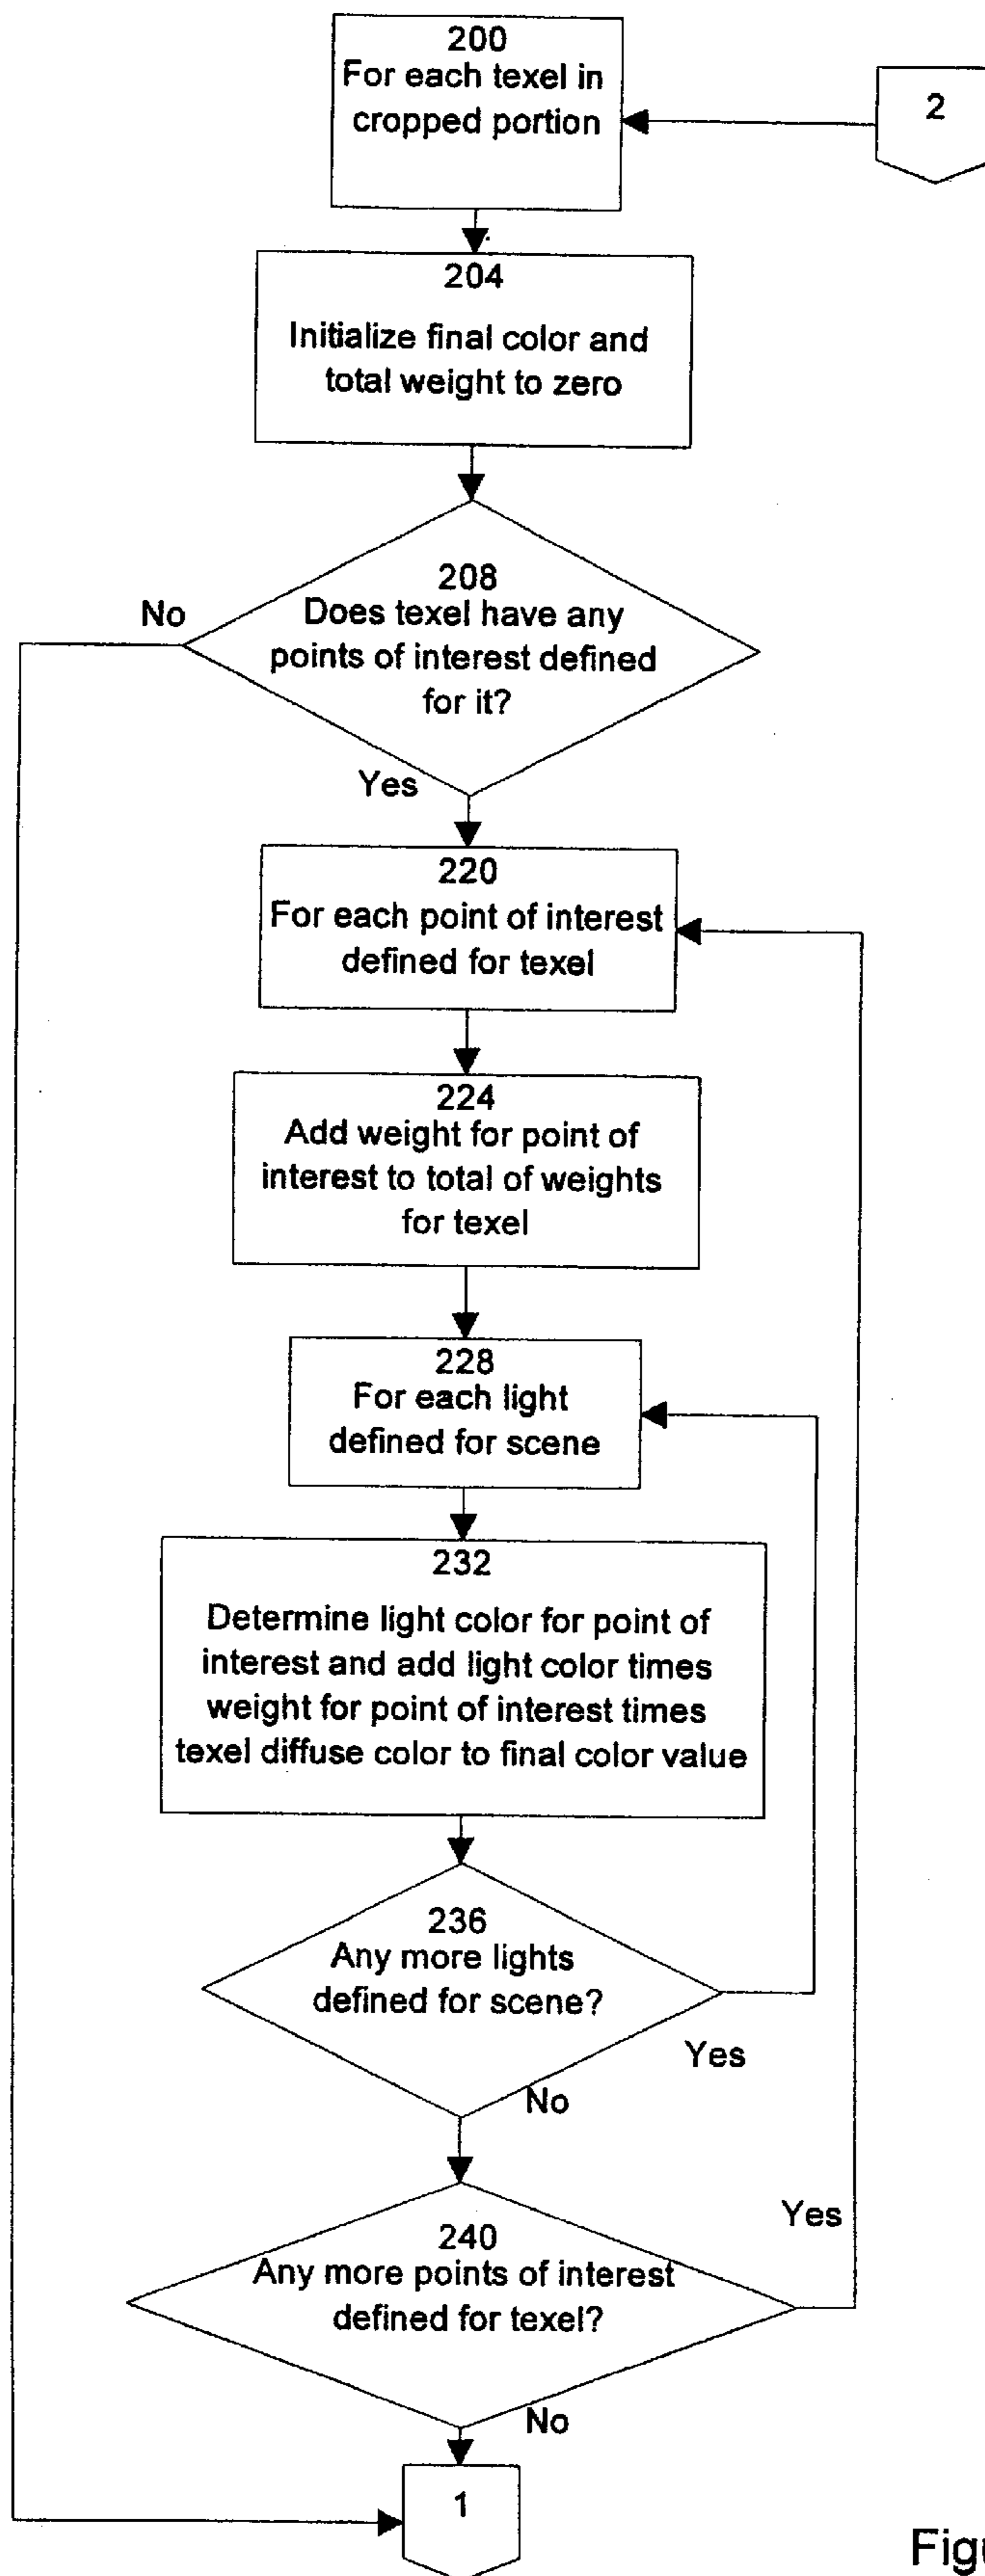 200
For each texel in
cropped portion
2
204
Initialize final color and
total weight to zero
208
Does texel have any
points of interest defined
for it?
No
Yes
220
For each point of interest
defined for texel
224
Add weight for point of
interest to total of weights
for texel
228
For each light
defined for scene
232
Determine light color for point of
interest and add light color times
weight for point of interest times
texel diffuse color to final color value
236
Any more lights
defined for scene?
Yes
No
240
Any more points of interest
defined for texel?
Yes
No
1